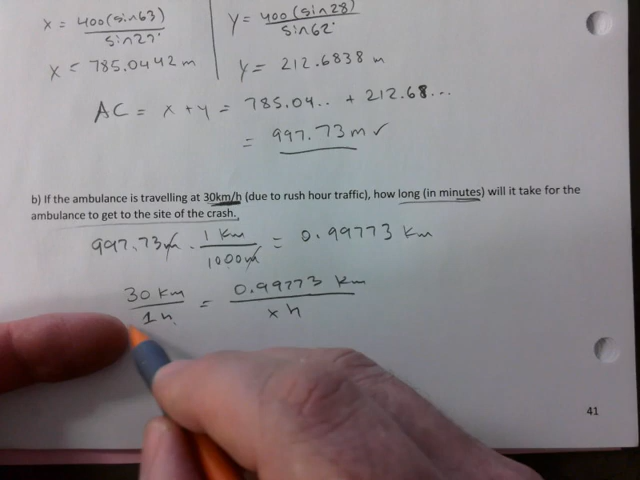 x = 400(sin63) / sin27°
x = 785.0442 m
y = 400(sin28) / sin62°
y = 212.6838 m
AC = x + y = 785.04.. + 212.68...
= 997.73 m ✓
b) If the ambulance is travelling at 30km/h (due to rush hour traffic), how long (in minutes) will it take for the
ambulance to get to the site of the crash.
997.73m · 1 km / 1000m = 0.99773 km
30 km / 1 h = 0.99773 km / x h
41